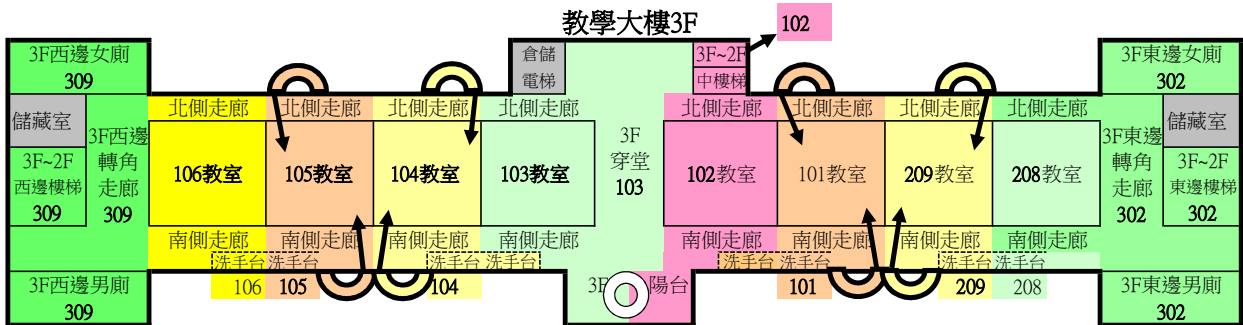 教學大樓3F
102
3F西邊女廁
309
倉儲
電梯
3F~2F
中樓梯
3F東邊女廁
302
儲藏室
3F~2F
西邊樓梯
309
3F西邊
轉角
走廊
309
北側走廊
北側走廊
北側走廊
北側走廊
3F
穿堂
103
北側走廊
北側走廊
北側走廊
北側走廊
3F東邊
轉角
走廊
302
儲藏室
3F~2F
東邊樓梯
302
106教室
105教室
104教室
103教室
102教室
101教室
209教室
208教室
南側走廊
南側走廊
南側走廊
南側走廊
南側走廊
南側走廊
南側走廊
南側走廊
洗手台
洗手台
洗手台
洗手台
洗手台
洗手台
洗手台
洗手台
3F西邊男廁
309
106
105
104
3F
陽台
101
209
208
3F東邊男廁
302